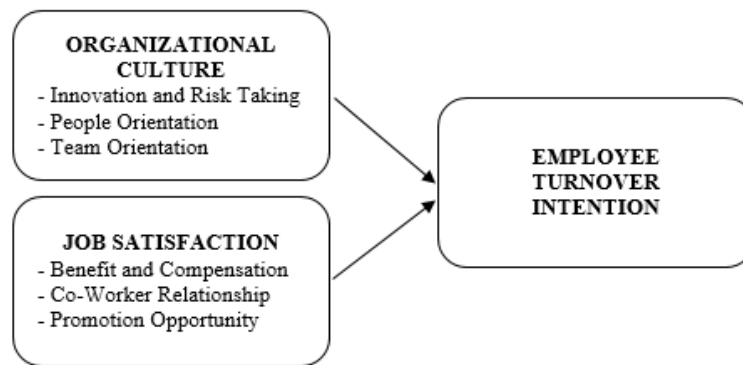 ORGANIZATIONAL
CULTURE
- Innovation and Risk Taking
- People Orientation
- Team Orientation
JOB SATISFACTION
- Benefit and Compensation
- Co-Worker Relationship
- Promotion Opportunity
EMPLOYEE
TURNOVER
INTENTION